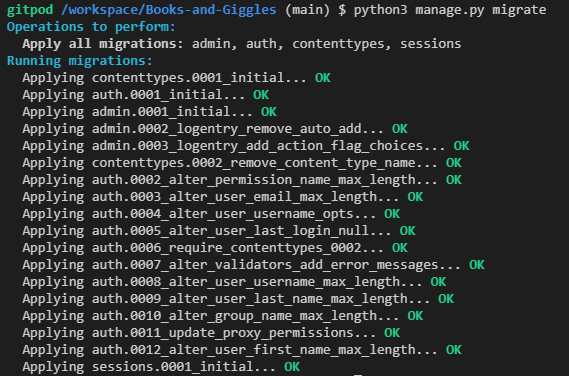 gitpod /workspace/Books-and-Giggles (main) $ python3 manage.py migrate
Operations to perform:
  Apply all migrations: admin, auth, contenttypes, sessions
Running migrations:
  Applying contenttypes.0001_initial... OK
  Applying auth.0001_initial... OK
  Applying admin.0001_initial... OK
  Applying admin.0002_logentry_remove_auto_add... OK
  Applying admin.0003_logentry_add_action_flag_choices... OK
  Applying contenttypes.0002_remove_content_type_name... OK
  Applying auth.0002_alter_permission_name_max_length... OK
  Applying auth.0003_alter_user_email_max_length... OK
  Applying auth.0004_alter_user_username_opts... OK
  Applying auth.0005_alter_user_last_login_null... OK
  Applying auth.0006_require_contenttypes_0002... OK
  Applying auth.0007_alter_validators_add_error_messages... OK
  Applying auth.0008_alter_user_username_max_length... OK
  Applying auth.0009_alter_user_last_name_max_length... OK
  Applying auth.0010_alter_group_name_max_length... OK
  Applying auth.0011_update_proxy_permissions... OK
  Applying auth.0012_alter_user_first_name_max_length... OK
  Applying sessions.0001_initial... OK